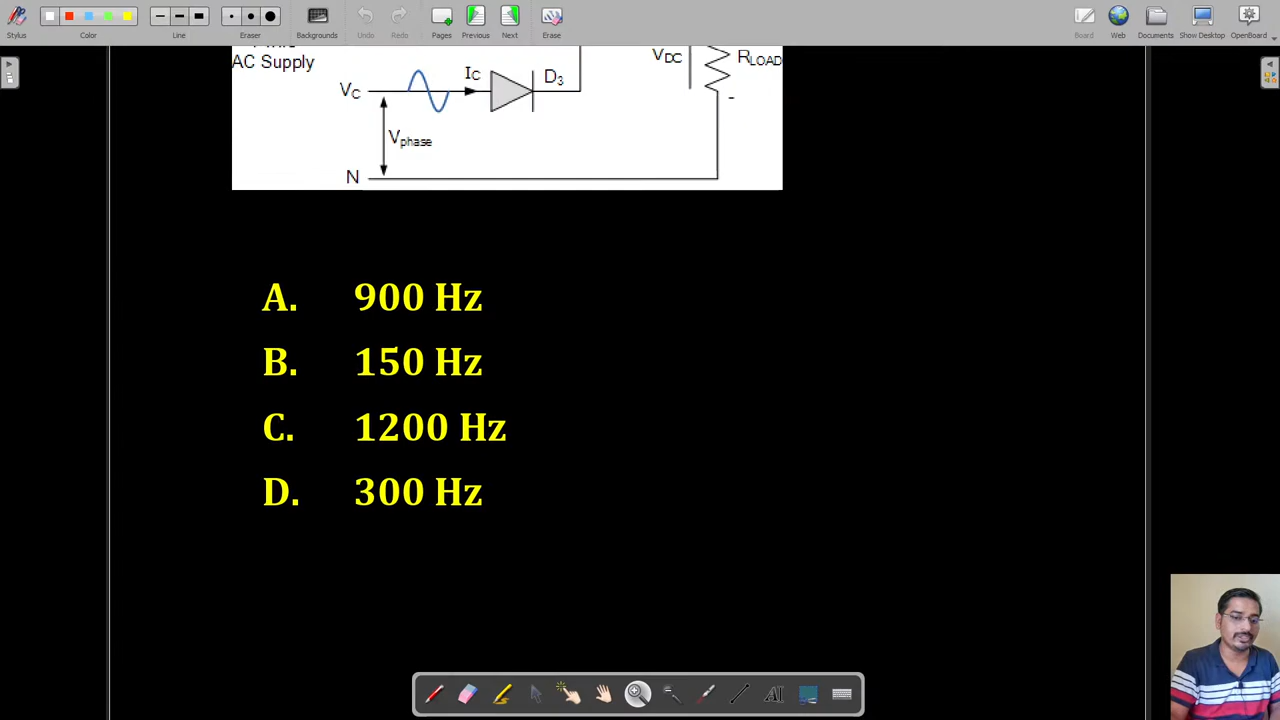 Stylus Color Line Eraser Backgrounds Undo Redo Pages Previous Next Erase Board Web Documents Show Desktop OpenBoard
AC Supply
VC
IC
D3
VDC
RLOAD
-
Vphase
N
A. 900 Hz
B. 150 Hz
C. 1200 Hz
D. 300 Hz
AI